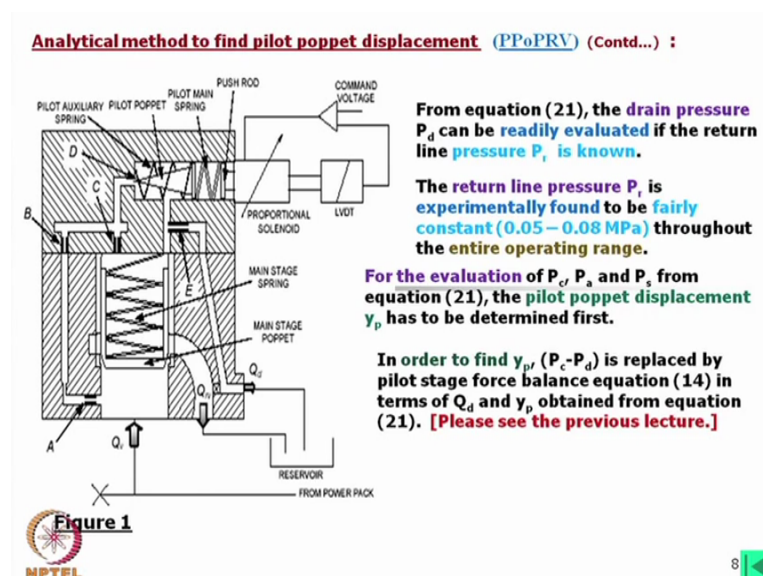 Analytical method to find pilot poppet displacement (PPoPRV) (Contd...) :
PUSH ROD
PILOT MAIN
SPRING
COMMAND
VOLTAGE
PILOT AUXILIARY
SPRING
PILOT POPPET
D
C
B
PROPORTIONAL
SOLENOID
LVDT
E
MAIN STAGE
SPRING
MAIN STAGE
POPPET
Qd
A
RESERVOIR
FROM POWER PACK
Figure 1
From equation (21), the drain pressure
Pd can be readily evaluated if the return
line pressure Pr is known.
The return line pressure Pr is
experimentally found to be fairly
constant (0.05 – 0.08 MPa) throughout
the entire operating range.
For the evaluation of Pc, Pa and Ps from
equation (21), the pilot poppet displacement
yp has to be determined first.
In order to find yp, (Pc-Pd) is replaced by
pilot stage force balance equation (14) in
terms of Qd and yp obtained from equation
(21). [Please see the previous lecture.]
NPTEL
8